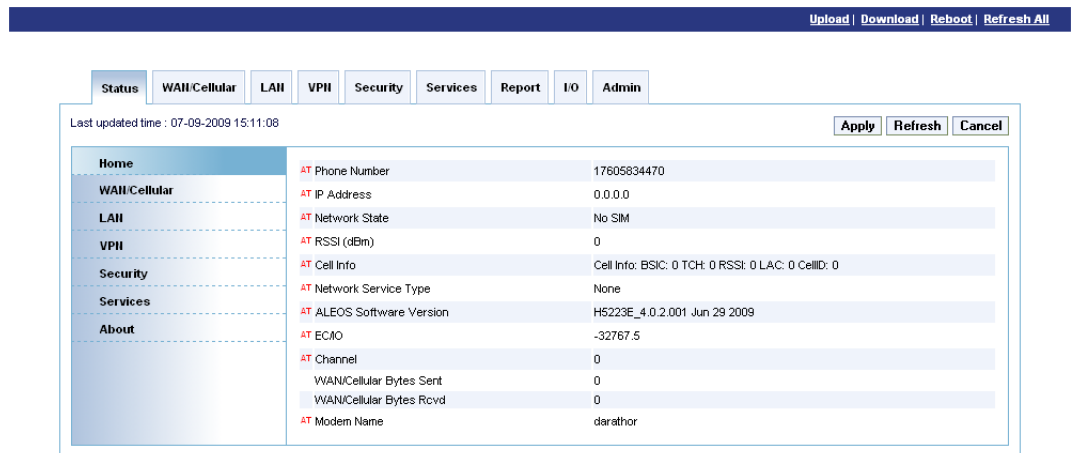 Upload | Download | Reboot | Refresh All
Status WAN/Cellular LAN VPN Security Services Report I/O Admin
Last updated time : 07-09-2009 15:11:08
Apply Refresh Cancel
Home
WAN/Cellular
LAN
VPN
Security
Services
About
AT Phone Number 17605834470
AT IP Address 0.0.0.0
AT Network State No SIM
AT RSSI (dBm) 0
AT Cell Info Cell Info: BSIC: 0 TCH: 0 RSSI: 0 LAC: 0 CellID: 0
AT Network Service Type None
AT ALEOS Software Version H5223E_4.0.2.001 Jun 29 2009
AT EC/IO -32767.5
AT Channel 0
WAN/Cellular Bytes Sent 0
WAN/Cellular Bytes Rcvd 0
AT Modem Name darathor